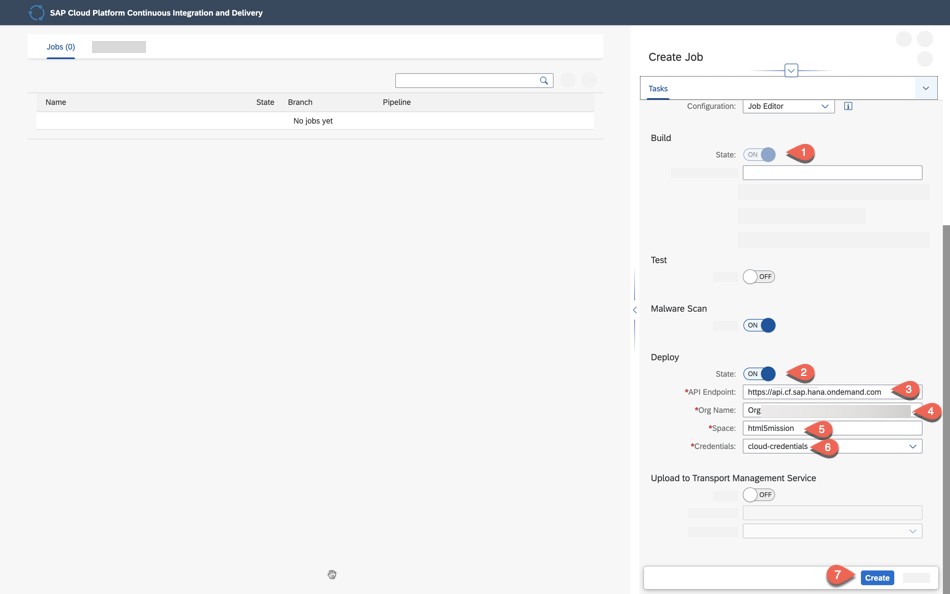 SAP Cloud Platform Continuous Integration and Delivery
Jobs (0)
Name State Branch Pipeline
No jobs yet
Create Job
Tasks
Configuration: Job Editor
Build
State: ON 1
Test
OFF
Malware Scan
ON
Deploy
State: ON 2
*API Endpoint: https://api.cf.sap.hana.ondemand.com 3
*Org Name: Org 4
*Space: html5mission 5
*Credentials: cloud-credentials 6
Upload to Transport Management Service
OFF
7 Create